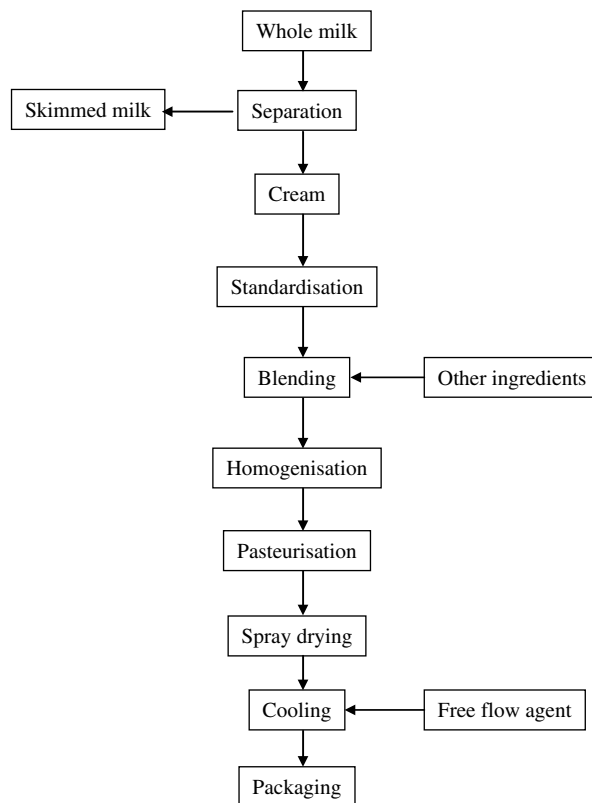 Whole milk
Skimmed milk
Separation
Cream
Standardisation
Blending
Other ingredients
Homogenisation
Pasteurisation
Spray drying
Cooling
Free flow agent
Packaging